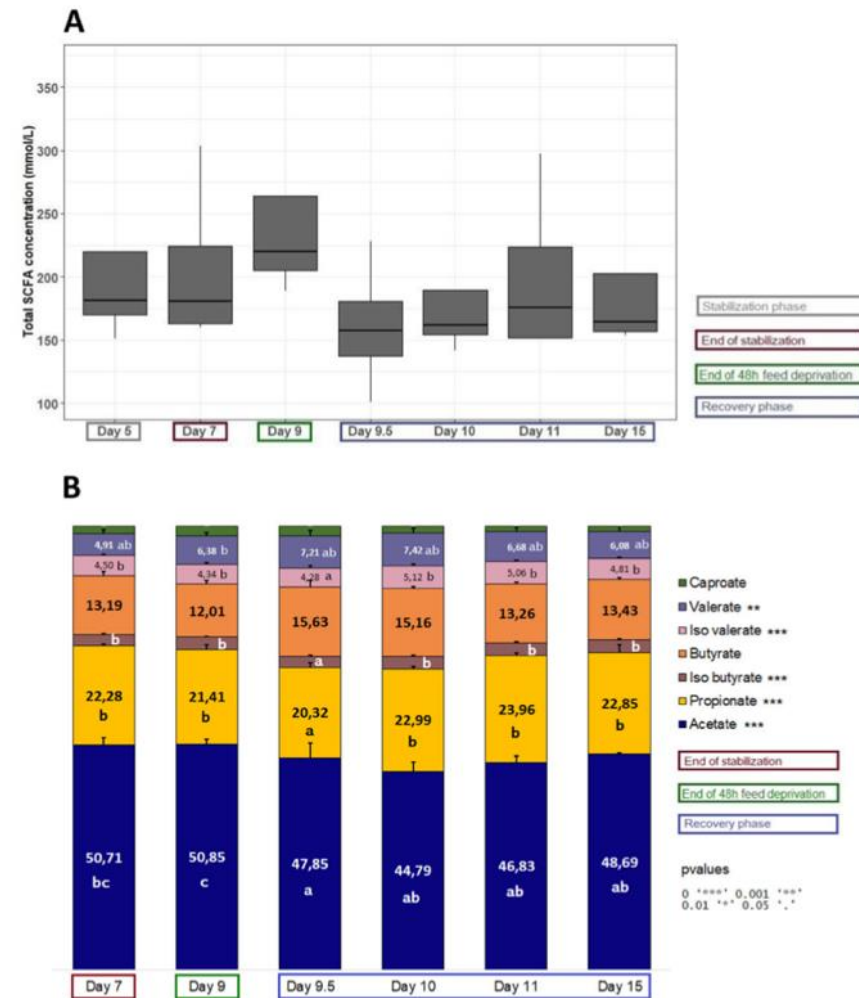 A
Total SCFA concentration (mmol/L)
350
300
250
200
150
100
Day 5 Day 7 Day 9 Day 9.5 Day 10 Day 11 Day 15
Stabilization phase
End of stabilization
End of 48h feed deprivation
Recovery phase
B
4,91 ab 6,38 b 7,21 ab 7,42 ab 6,68 ab 6,08 ab
4,50 b 4,34 b 4,28 a 5,12 b 5,06 b 4,81 b
13,19 12,01 15,63 15,16 13,26 13,43
b b a b b b
22,28 21,41 20,32 22,99 23,96 22,85
b b a b b b
50,71 50,85 47,85 44,79 46,83 48,69
bc c a ab ab ab
Day 7 Day 9 Day 9.5 Day 10 Day 11 Day 15
Caproate
Valerate **
Iso valerate ***
Butyrate
Iso butyrate ***
Propionate ***
Acetate ***
End of stabilization
End of 48h feed deprivation
Recovery phase
pvalues
0 '***' 0.001 '**'
0.01 '*' 0.05 '.'